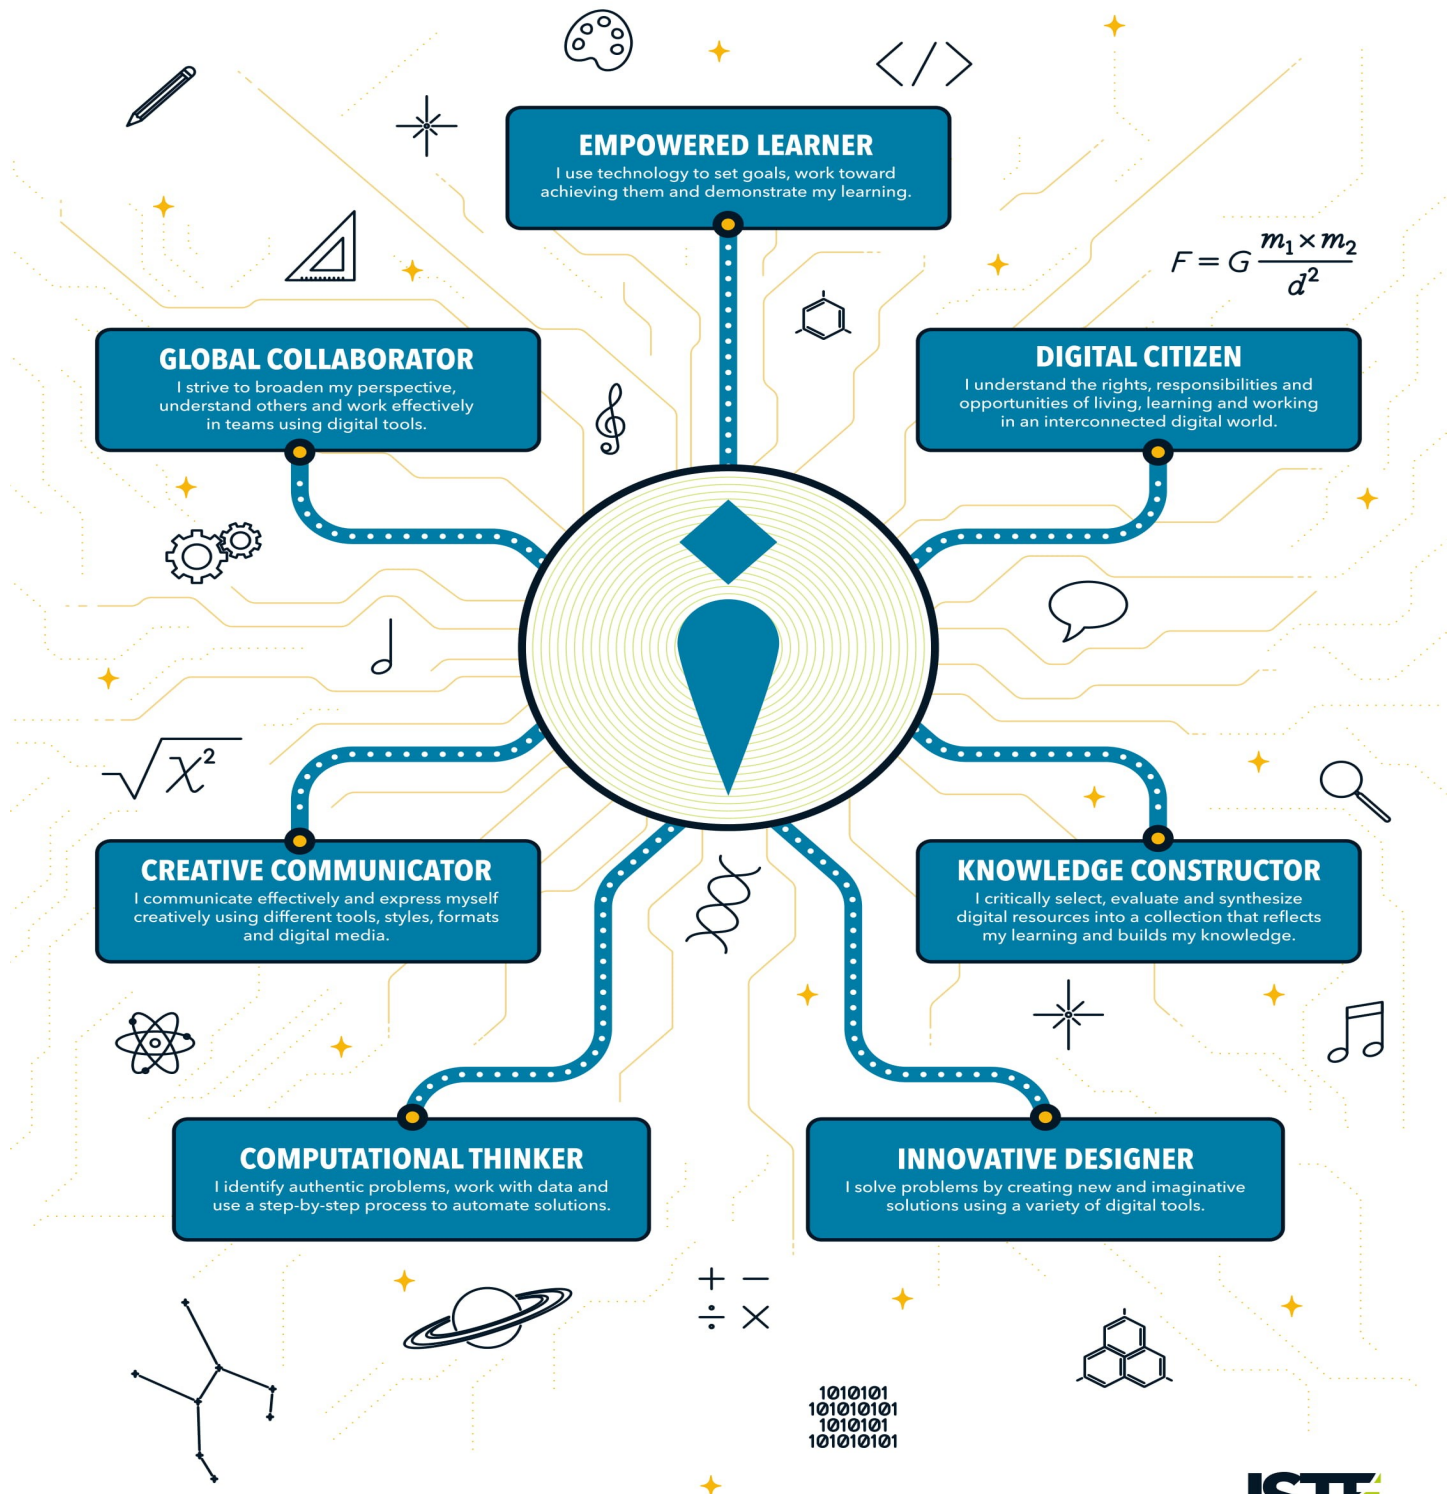 </>
EMPOWERED LEARNER
I use technology to set goals, work toward
achieving them and demonstrate my learning.
F = G m₁ × m₂ / d²
GLOBAL COLLABORATOR
I strive to broaden my perspective,
understand others and work effectively
in teams using digital tools.
DIGITAL CITIZEN
I understand the rights, responsibilities and
opportunities of living, learning and working
in an interconnected digital world.
√x²
CREATIVE COMMUNICATOR
I communicate effectively and express myself
creatively using different tools, styles, formats
and digital media.
KNOWLEDGE CONSTRUCTOR
I critically select, evaluate and synthesize
digital resources into a collection that reflects
my learning and builds my knowledge.
COMPUTATIONAL THINKER
I identify authentic problems, work with data and
use a step-by-step process to automate solutions.
INNOVATIVE DESIGNER
I solve problems by creating new and imaginative
solutions using a variety of digital tools.
+ −
÷ ×
1010101
101010101
1010101
101010101